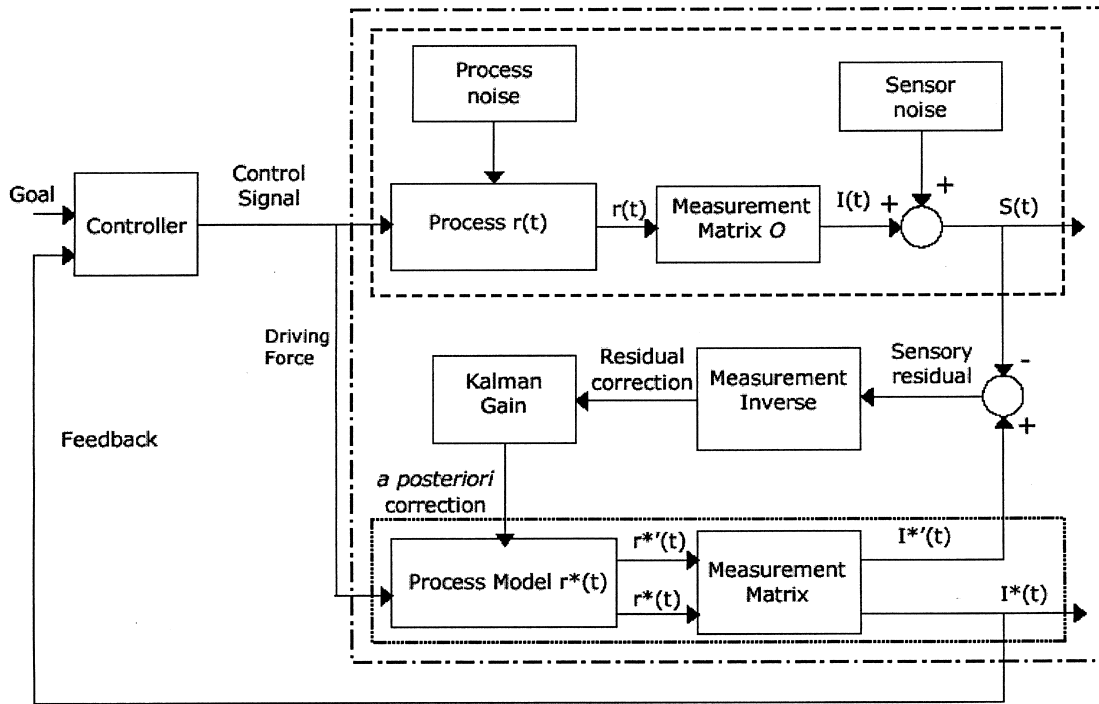 Process
noise
Sensor
noise
Goal
Controller
Control
Signal
Process r(t)
r(t)
Measurement
Matrix O
I(t)
+
+
S(t)
Driving
Force
Feedback
Kalman
Gain
Residual
correction
Measurement
Inverse
Sensory
residual
-
+
a posteriori
correction
Process Model r*(t)
r*'(t)
r*(t)
Measurement
Matrix
I*'(t)
I*(t)